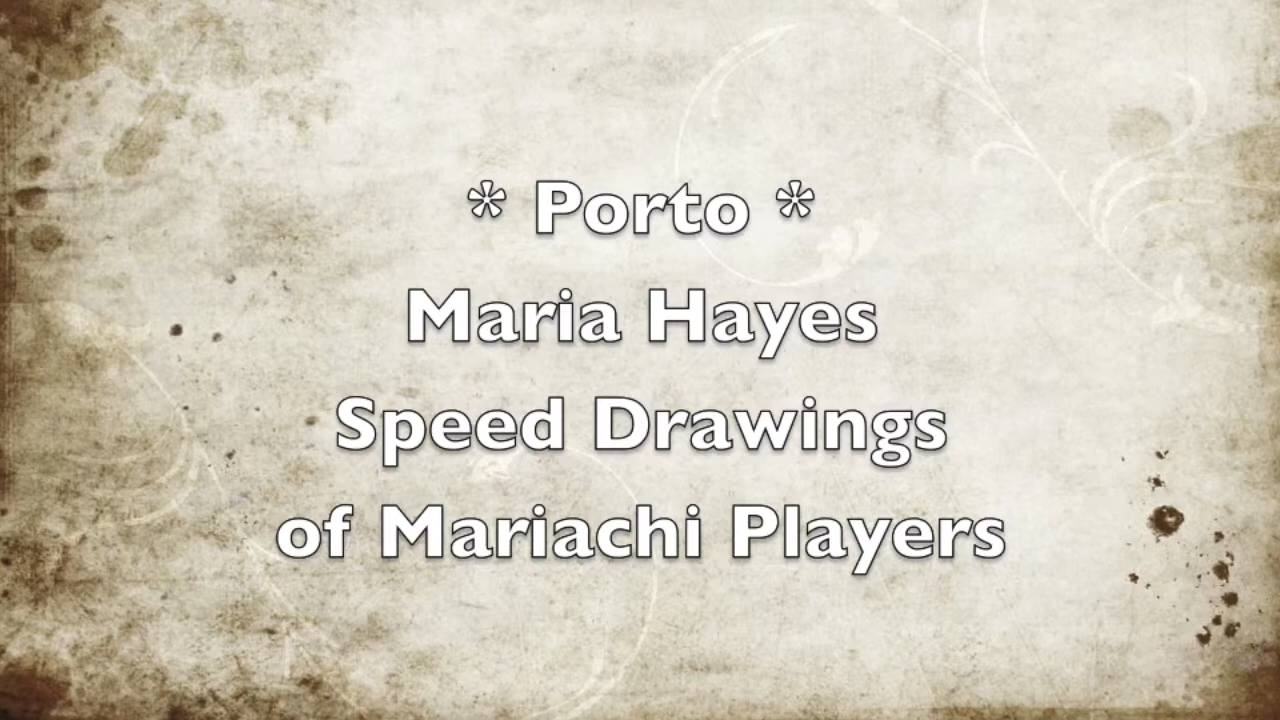 * Porto *
Maria Hayes
Speed Drawings
of Mariachi Players